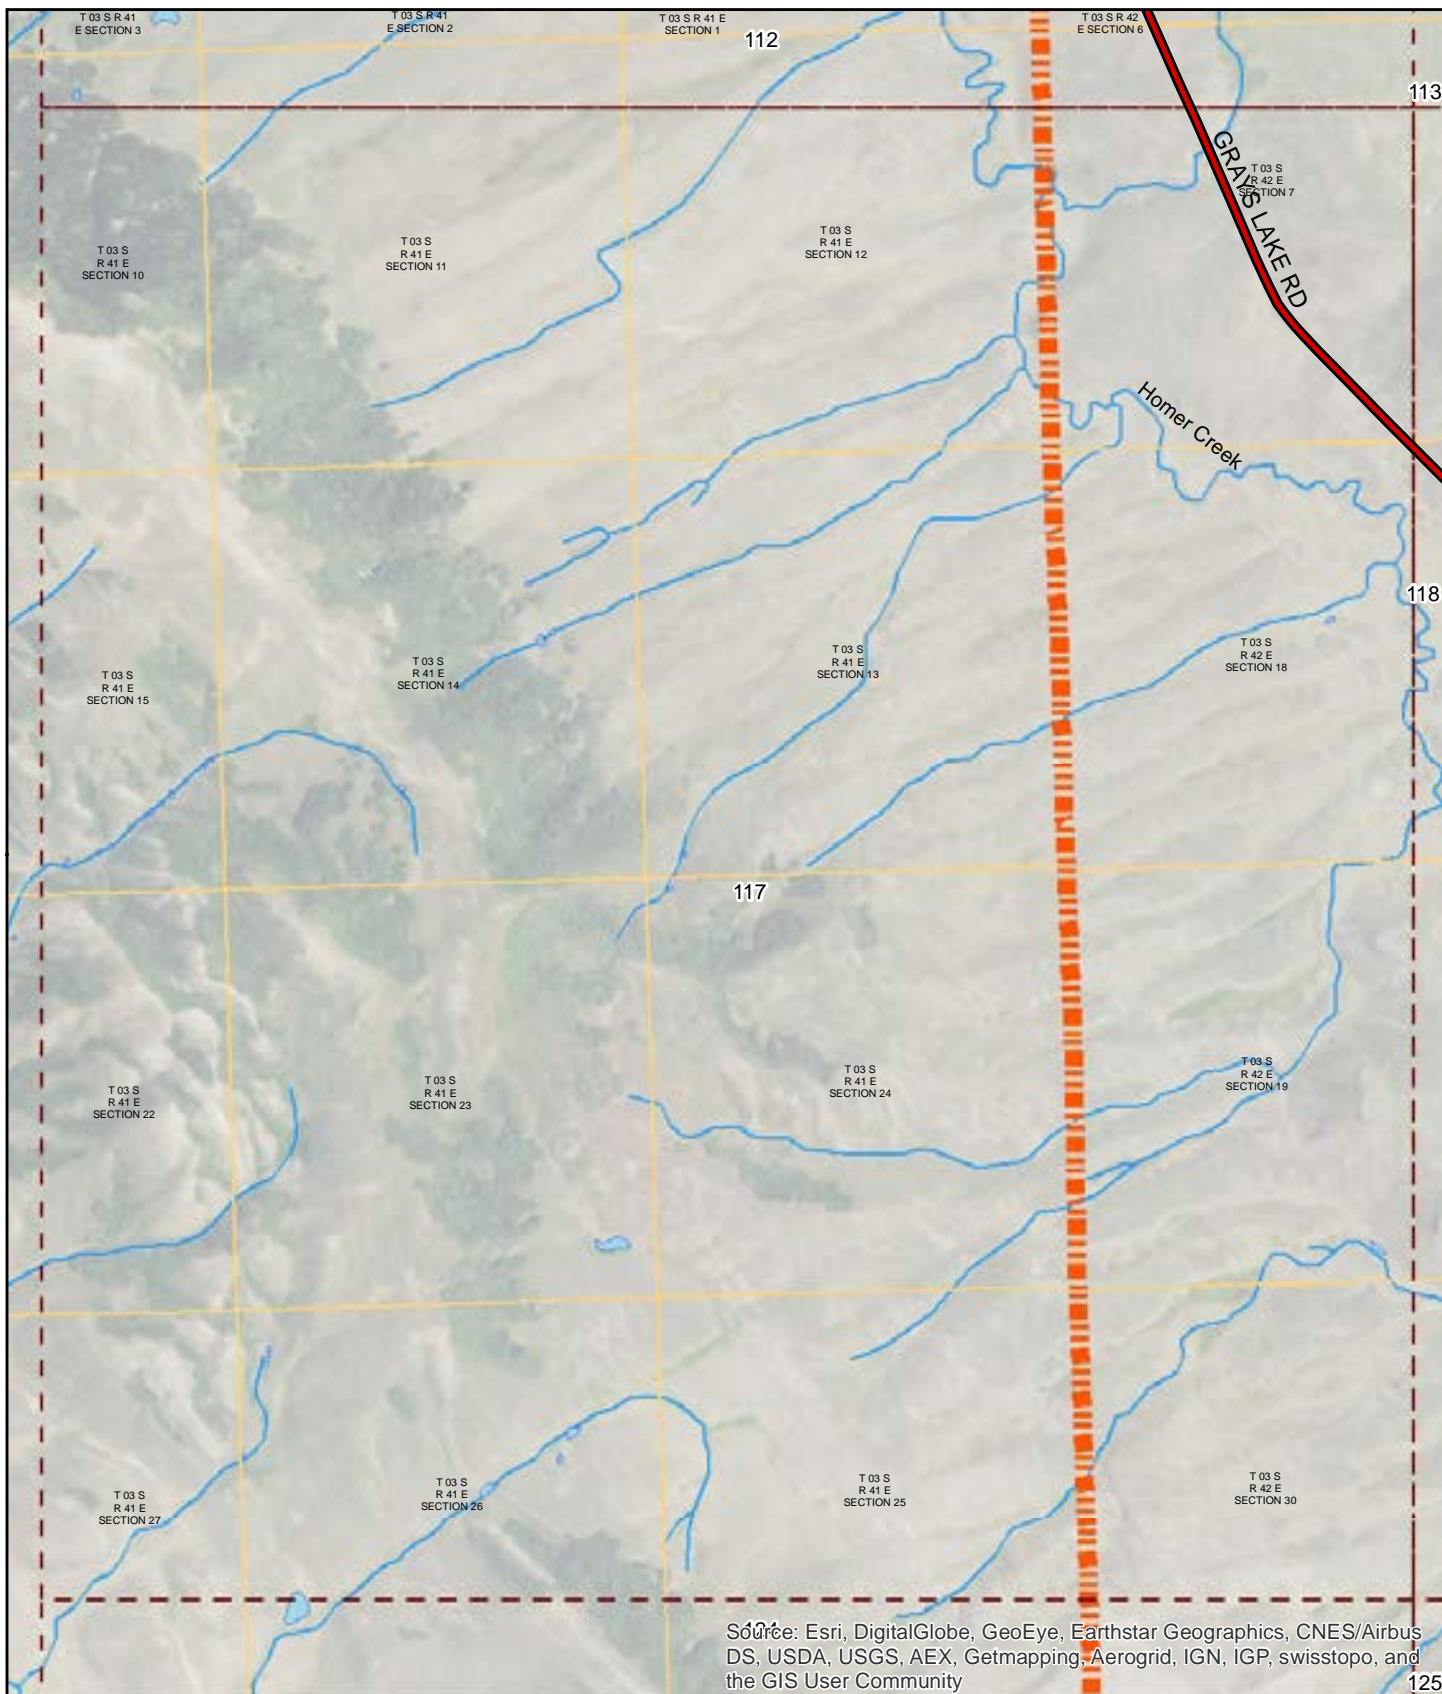 T 03 S R 41
E SECTION 3
T 03 S R 41
E SECTION 2
T 03 S R 41 E
SECTION 1
T 03 S R 42
E SECTION 6
112
113
GRAYS LAKE RD
T 03 S
R 42 E
SECTION 7
T 03 S
R 41 E
SECTION 10
T 03 S
R 41 E
SECTION 11
T 03 S
R 41 E
SECTION 12
Homer Creek
118
T 03 S
R 41 E
SECTION 15
T 03 S
R 41 E
SECTION 14
T 03 S
R 41 E
SECTION 13
T 03 S
R 42 E
SECTION 18
117
T 03 S
R 41 E
SECTION 22
T 03 S
R 41 E
SECTION 23
T 03 S
R 41 E
SECTION 24
T 03 S
R 42 E
SECTION 19
T 03 S
R 41 E
SECTION 27
T 03 S
R 41 E
SECTION 26
T 03 S
R 41 E
SECTION 25
T 03 S
R 42 E
SECTION 30
Source: Esri, DigitalGlobe, GeoEye, Earthstar Geographics, CNES/Airbus
DS, USDA, USGS, AEX, Getmapping, Aerogrid, IGN, IGP, swisstopo, and
the GIS User Community
125